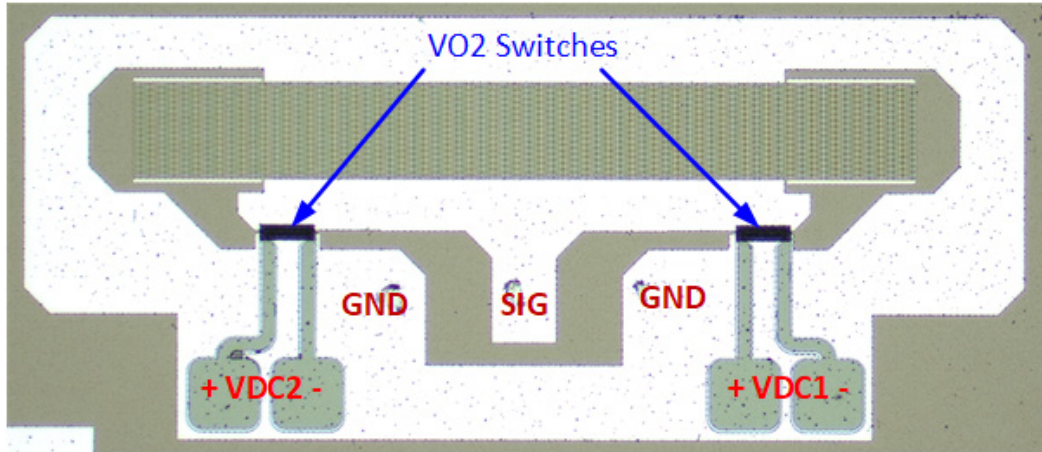 VO2 Switches
GND
SIG
GND
+ VDC2 -
+ VDC1 -